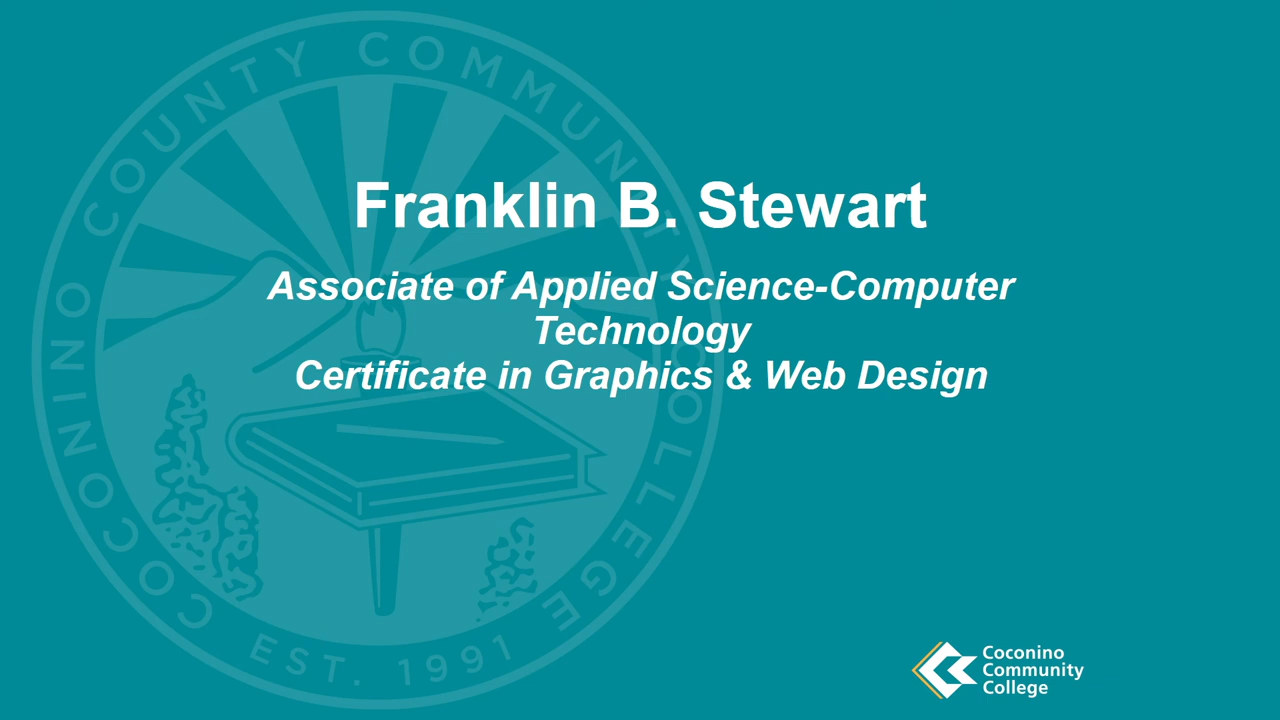 COCONINO COUNTY COMMUNITY COLLEGE
EST. 1991
Franklin B. Stewart
Associate of Applied Science-Computer
Technology
Certificate in Graphics & Web Design
Coconino
Community
College